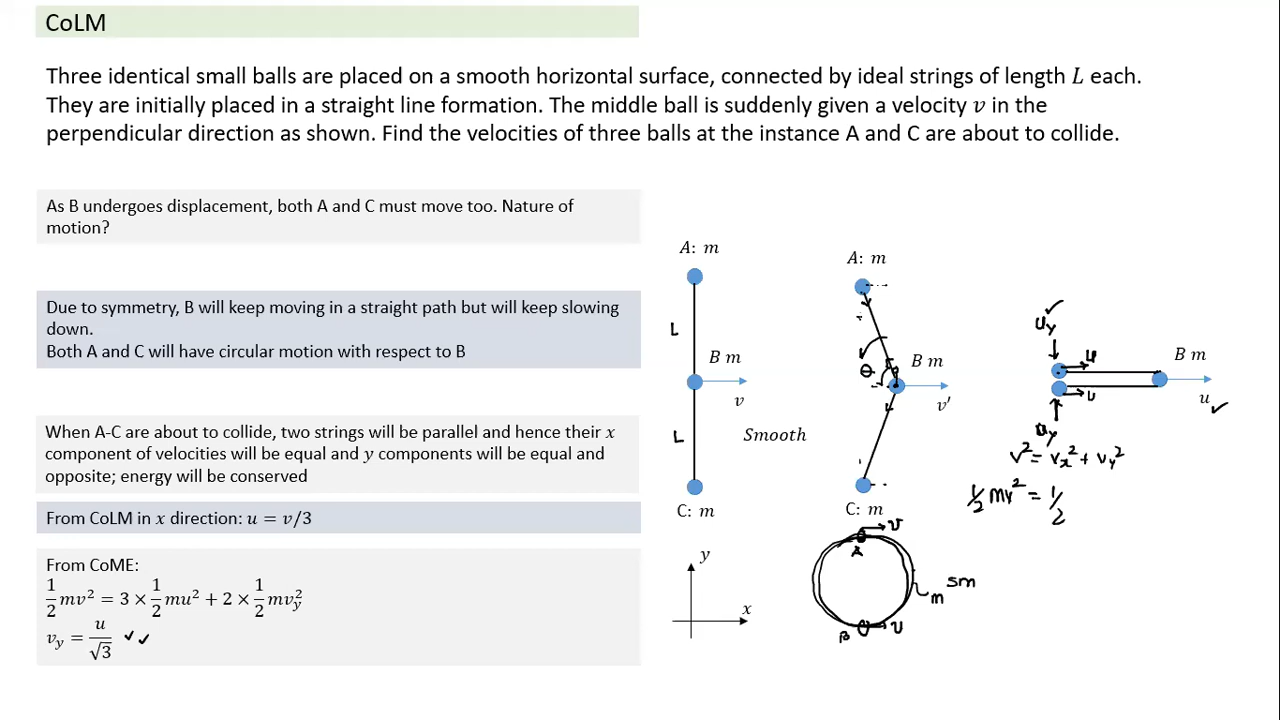 CoLM
Three identical small balls are placed on a smooth horizontal surface, connected by ideal strings of length L each.
They are initially placed in a straight line formation. The middle ball is suddenly given a velocity v in the
perpendicular direction as shown. Find the velocities of three balls at the instance A and C are about to collide.
As B undergoes displacement, both A and C must move too. Nature of
motion?
Due to symmetry, B will keep moving in a straight path but will keep slowing
down.
Both A and C will have circular motion with respect to B
When A-C are about to collide, two strings will be parallel and hence their x
component of velocities will be equal and y components will be equal and
opposite; energy will be conserved
From CoLM in x direction: u = v/3
From CoME:
1/2 mv² = 3 × 1/2 mu² + 2 × 1/2 mv_y²
v_y = u/√3
A: m
L
B m
v
L
Smooth
C: m
y
x
A: m
θ
B m
v'
C: m
A
v
5m
m
B
v
u_y
u
B m
u
u
u_y
v² = v_x² + v_y²
1/2 mv² = 1/2